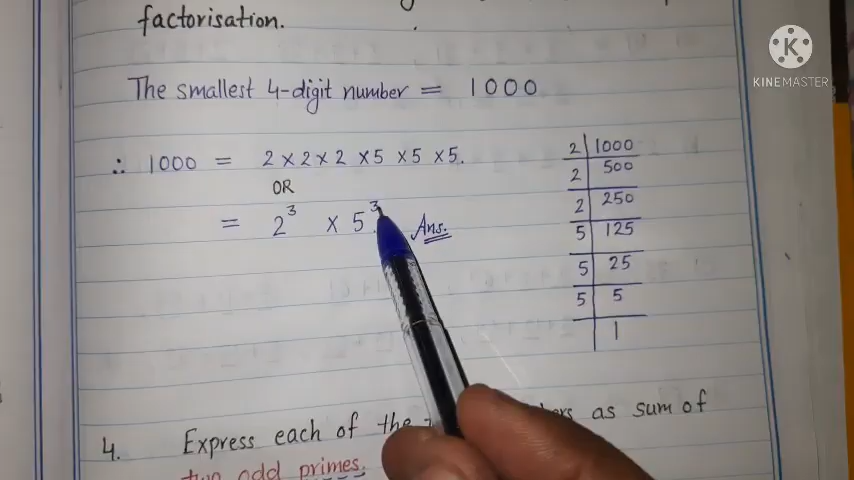 factorisation.
KINEMASTER
The smallest 4-digit number = 1000
∴ 1000 = 2 × 2 × 2 × 5 × 5 × 5.
OR
= 2³ × 5³. Ans.
2 | 1000
2 | 500
2 | 250
5 | 125
5 | 25
5 | 5
| 1
4. Express each of the as sum of
two odd primes.